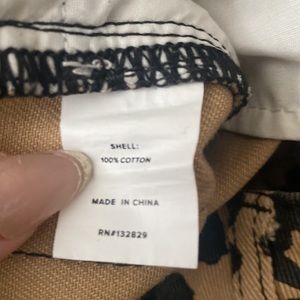 SHELL:
100% COTTON
MADE IN CHINA
RN#132829